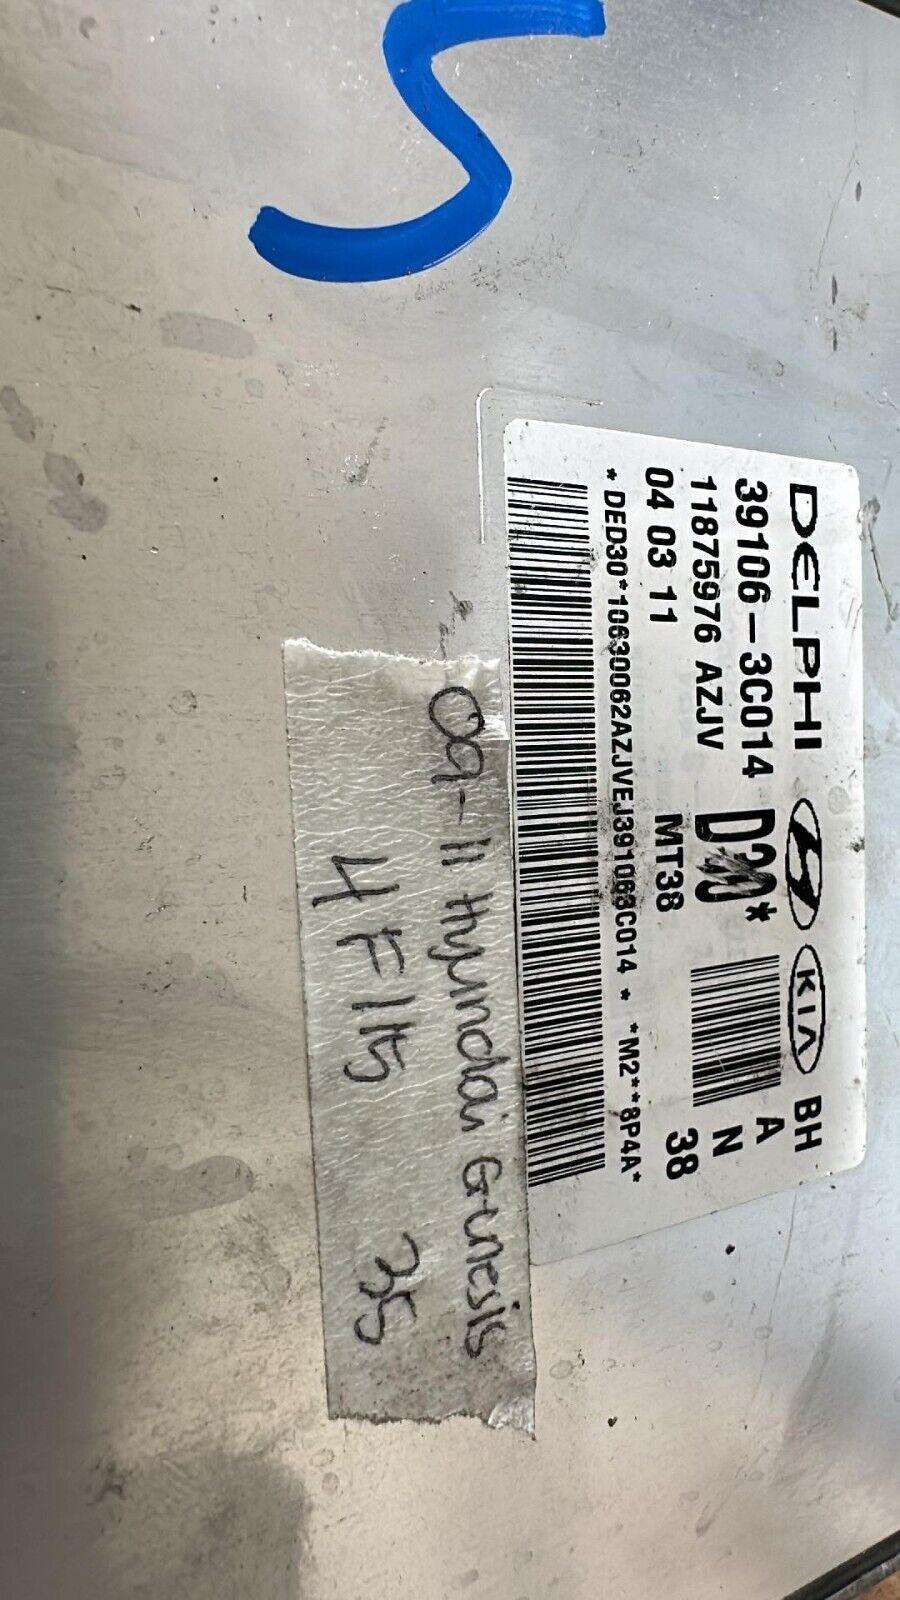 S
DELPHI KIA BH
39106-3C014 A
11875976 AZJV N
04 03 11 MT38 38
*DED30*10630062AZJVEJ391063C014* *M2**8P4A*
09-11 Hyundai Genesis
35